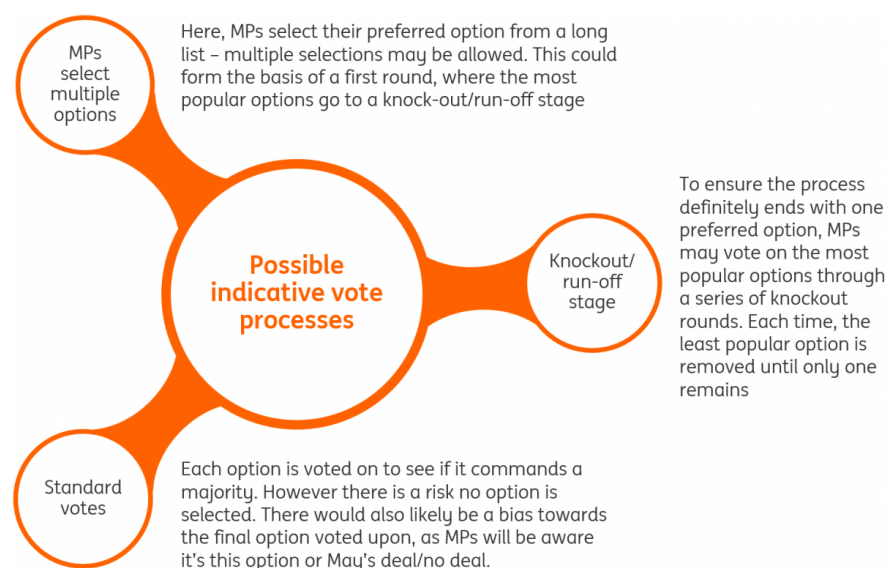 MPs
select
multiple
options
Here, MPs select their preferred option from a long
list – multiple selections may be allowed. This could
form the basis of a first round, where the most
popular options go to a knock-out/run-off stage
Possible
indicative vote
processes
Knockout/
run-off
stage
To ensure the process
definitely ends with one
preferred option, MPs
may vote on the most
popular options through
a series of knockout
rounds. Each time, the
least popular option is
removed until only one
remains
Standard
votes
Each option is voted on to see if it commands a
majority. However there is a risk no option is
selected. There would also likely be a bias towards
the final option voted upon, as MPs will be aware
it’s this option or May’s deal/no deal.